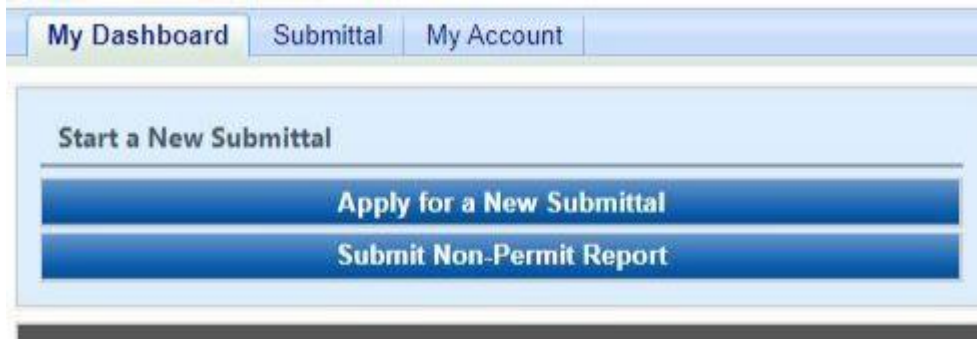 My Dashboard Submittal My Account
Start a New Submittal
Apply for a New Submittal
Submit Non-Permit Report